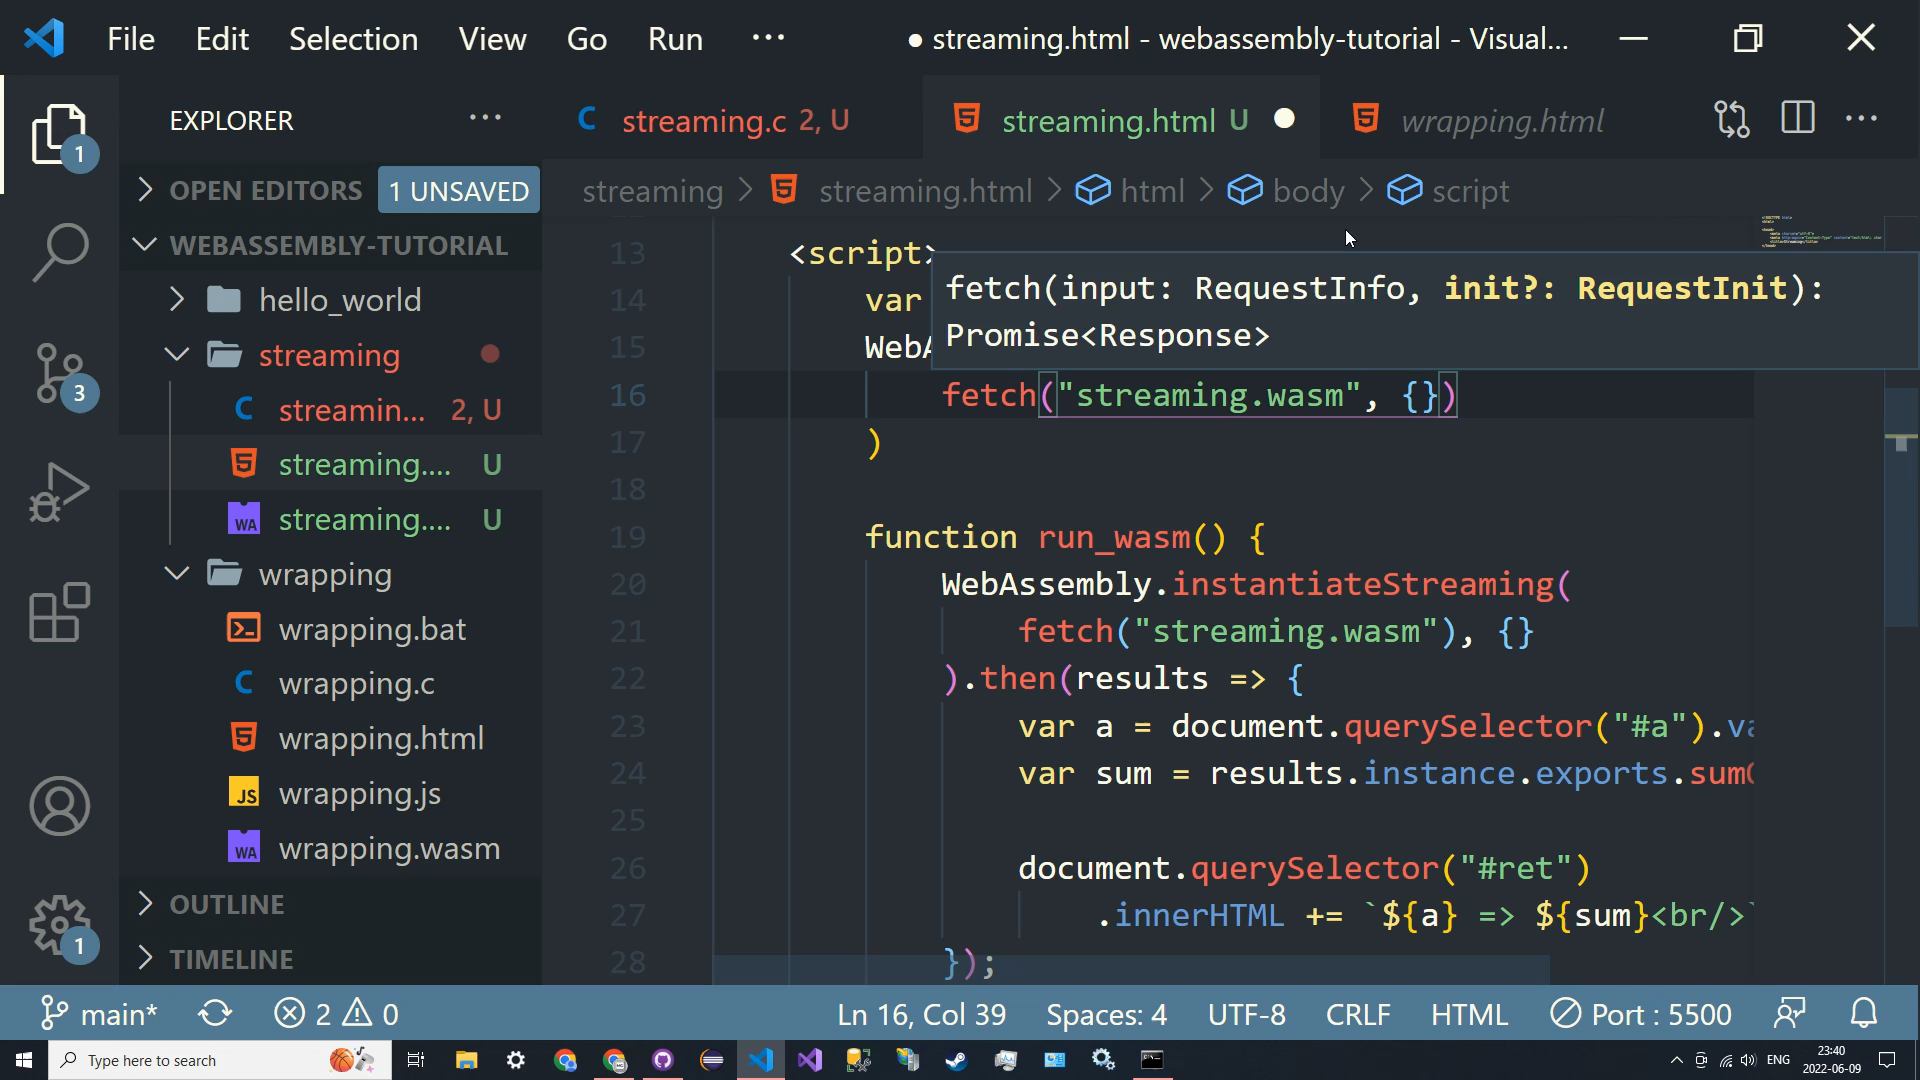 File Edit Selection View Go Run ···
● streaming.html - webassembly-tutorial - Visual...
EXPLORER ···
1
OPEN EDITORS 1 UNSAVED
WEBASSEMBLY-TUTORIAL
hello_world
streaming
3
streamin... 2, U
streaming.... U
streaming.... U
wrapping
wrapping.bat
wrapping.c
wrapping.html
JS wrapping.js
WA wrapping.wasm
OUTLINE
1
TIMELINE
C streaming.c 2, U
streaming.html U ●
wrapping.html
streaming > streaming.html > html > body > script
13 <script>
fetch(input: RequestInfo, init?: RequestInit):
Promise<Response>
14 var
15 WebA
16 fetch("streaming.wasm", {})
17 )
18
19 function run_wasm() {
20 WebAssembly.instantiateStreaming(
21 fetch("streaming.wasm"), {}
22 ).then(results => {
23 var a = document.querySelector("#a").va
24 var sum = results.instance.exports.sum(
25
26 document.querySelector("#ret")
27 .innerHTML += `${a} => ${sum}<br/>`
28 });
main* 2 0 Ln 16, Col 39 Spaces: 4 UTF-8 CRLF HTML Port : 5500
Type here to search
ENG
23:40
2022-06-09